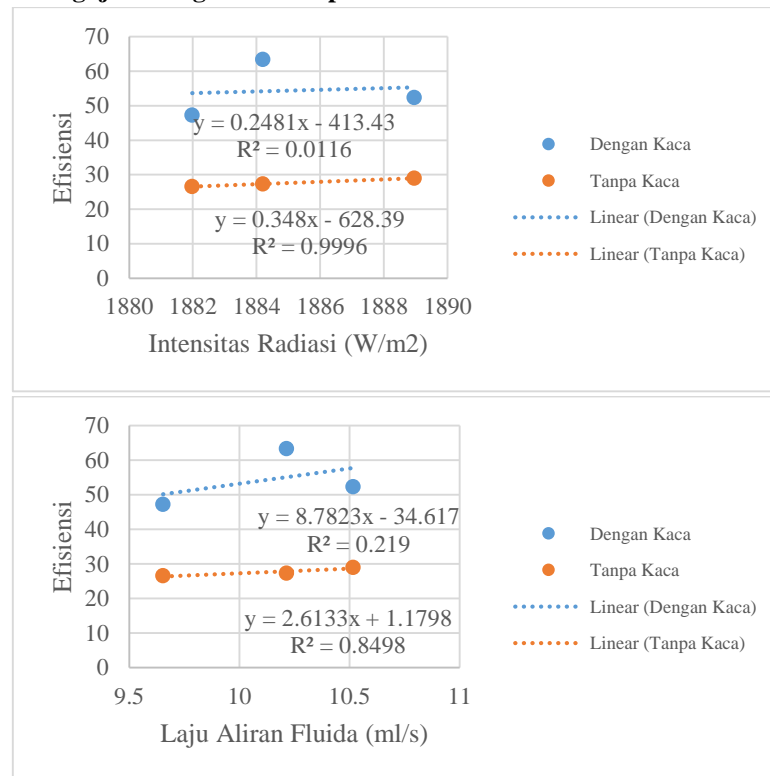 70
60
50
40
30
20
10
0
Efisiensi
y = 0.2481x - 413.43
R² = 0.0116
y = 0.348x - 628.39
R² = 0.9996
1880 1882 1884 1886 1888 1890
Intensitas Radiasi (W/m2)
Dengan Kaca
Tanpa Kaca
Linear (Dengan Kaca)
Linear (Tanpa Kaca)
70
60
50
40
30
20
10
0
Efisiensi
y = 8.7823x - 34.617
R² = 0.219
y = 2.6133x + 1.1798
R² = 0.8498
9.5 10 10.5 11
Laju Aliran Fluida (ml/s)
Dengan Kaca
Tanpa Kaca
Linear (Dengan Kaca)
Linear (Tanpa Kaca)